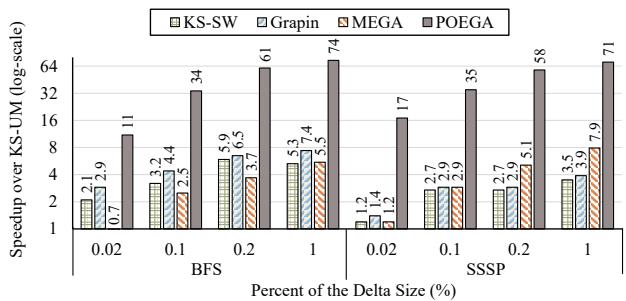 KS-SW Grapin MEGA POEGA
Speedup over KS-UM (log-scale)
64
32
16
8
4
2
1
2.1 2.9 0.7 11
3.2 4.4 2.5 34
5.9 6.5 3.7 61
5.3 7.4 5.5 74
1.2 1.4 1.2 17
2.7 2.9 2.9 35
2.7 2.9 5.1 58
3.5 3.9 7.9 71
0.02 0.1 0.2 1 0.02 0.1 0.2 1
BFS SSSP
Percent of the Delta Size (%)